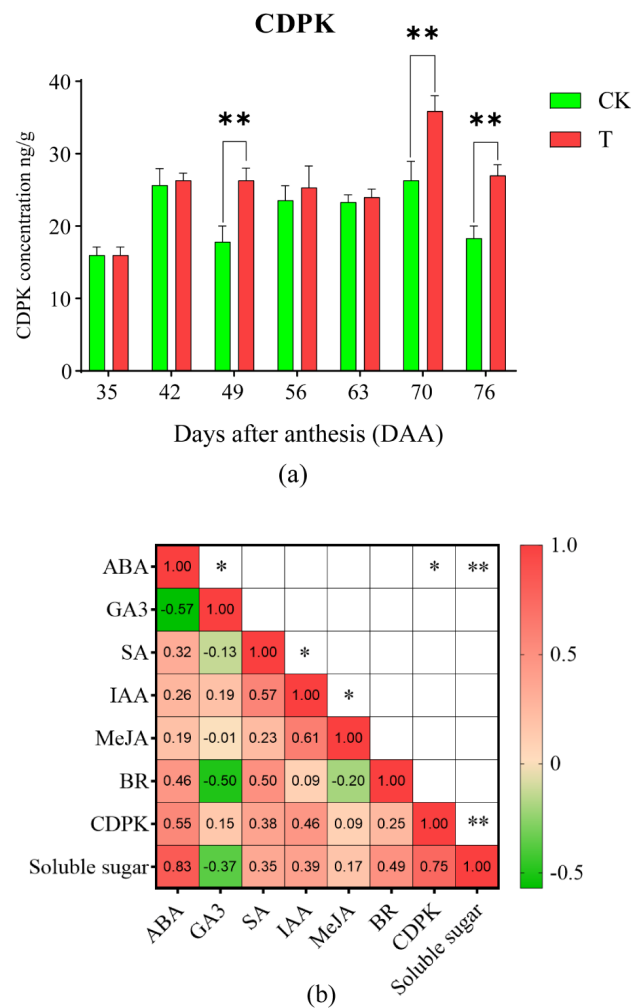 CDPK
CDPK concentration ng/g
40
30
20
10
0
** ** **
CK
T
35 42 49 56 63 70 76
Days after anthesis (DAA)
(a)
ABA 1.00 * * **
GA3 -0.57 1.00
SA 0.32 -0.13 1.00 *
IAA 0.26 0.19 0.57 1.00 *
MeJA 0.19 -0.01 0.23 0.61 1.00
BR 0.46 -0.50 0.50 0.09 -0.20 1.00
CDPK 0.55 0.15 0.38 0.46 0.09 0.25 1.00 **
Soluble sugar 0.83 -0.37 0.35 0.39 0.17 0.49 0.75 1.00
ABA GA3 SA IAA MeJA BR CDPK Soluble sugar
1.0
0.5
0
-0.5
(b)